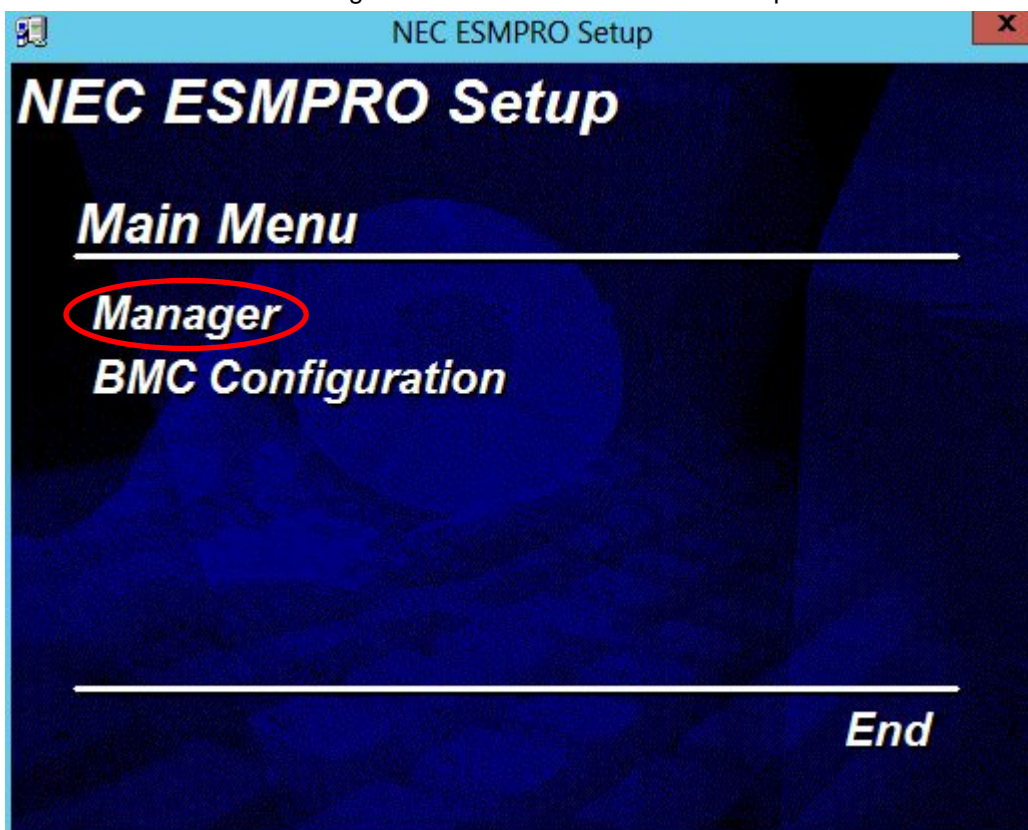 NEC ESMPRO Setup
X
NEC ESMPRO Setup
Main Menu
Manager
BMC Configuration
End